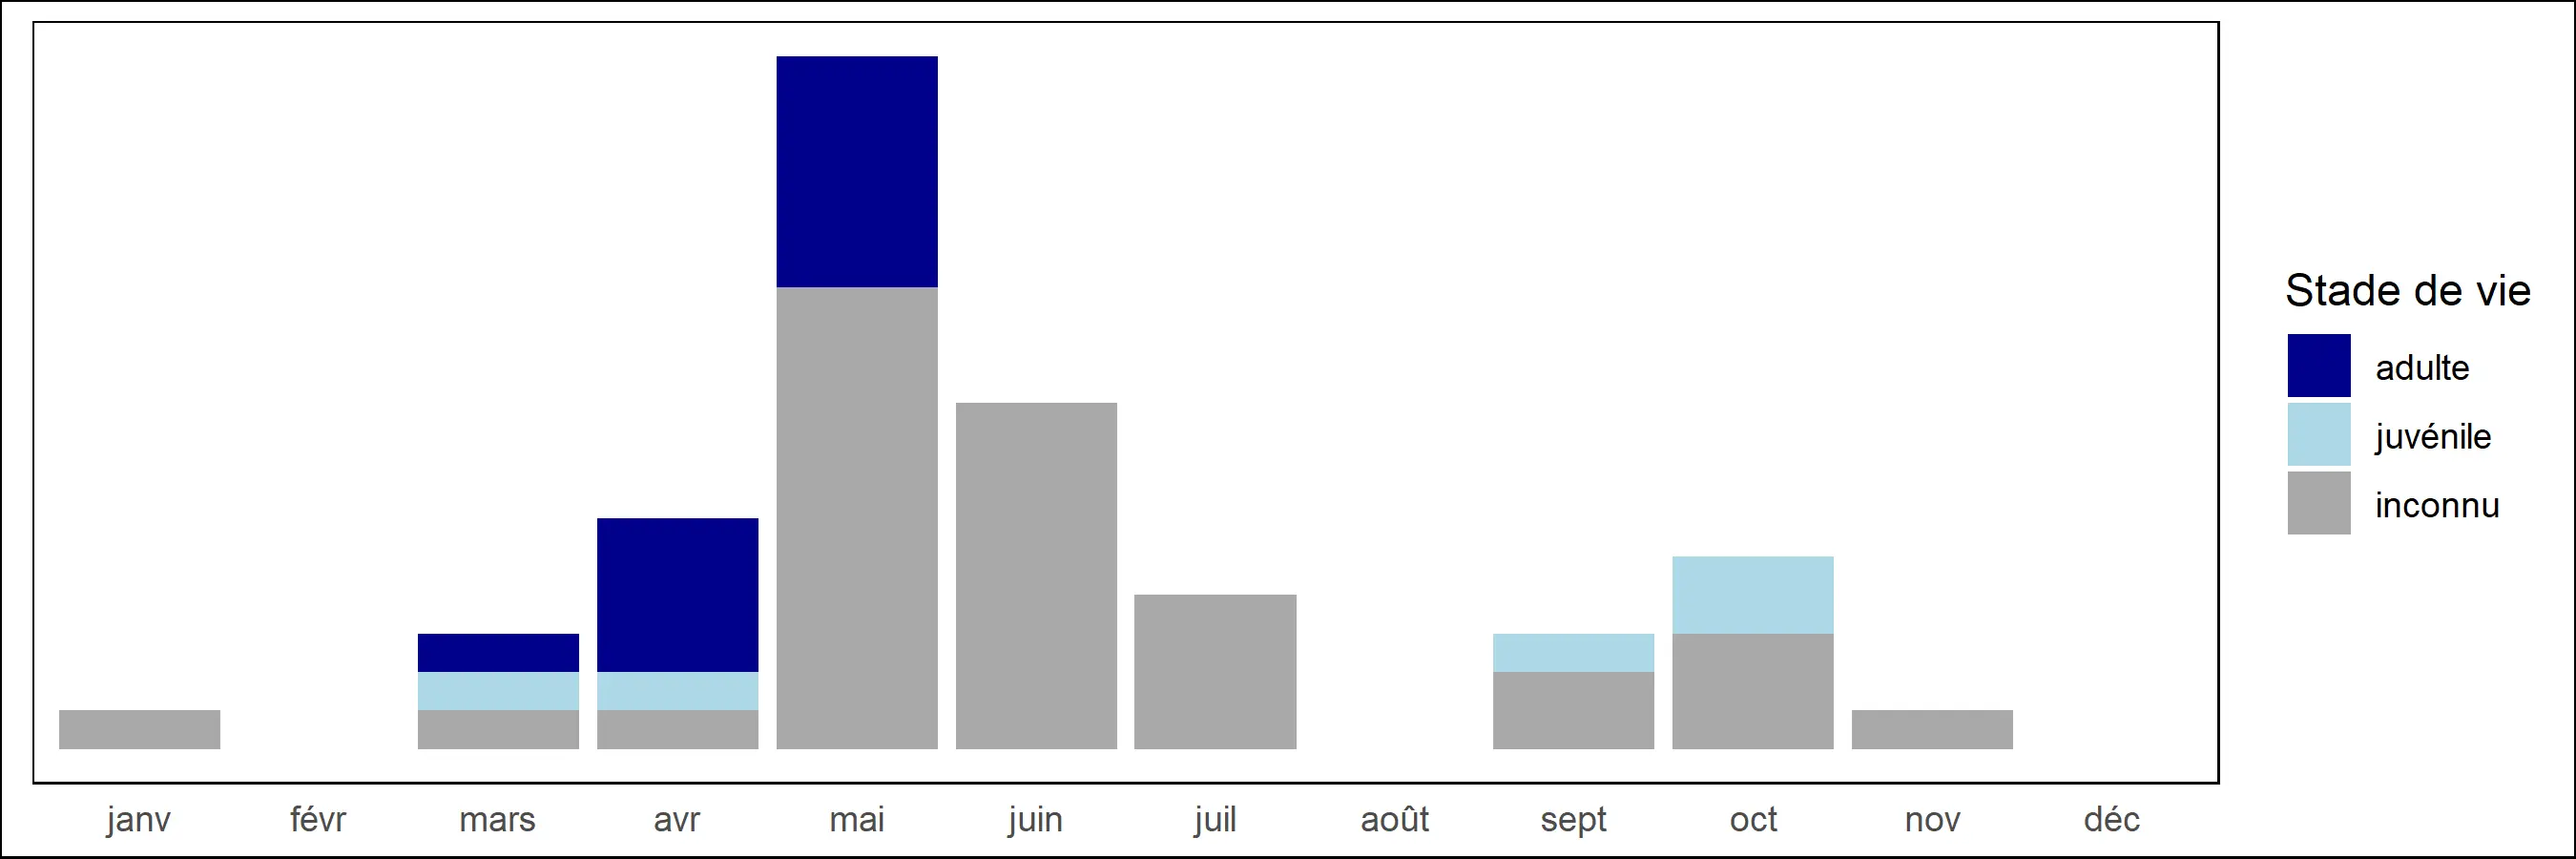 Stade de vie
adulte
juvénile
inconnu
janv févr mars avr mai juin juil août sept oct nov déc